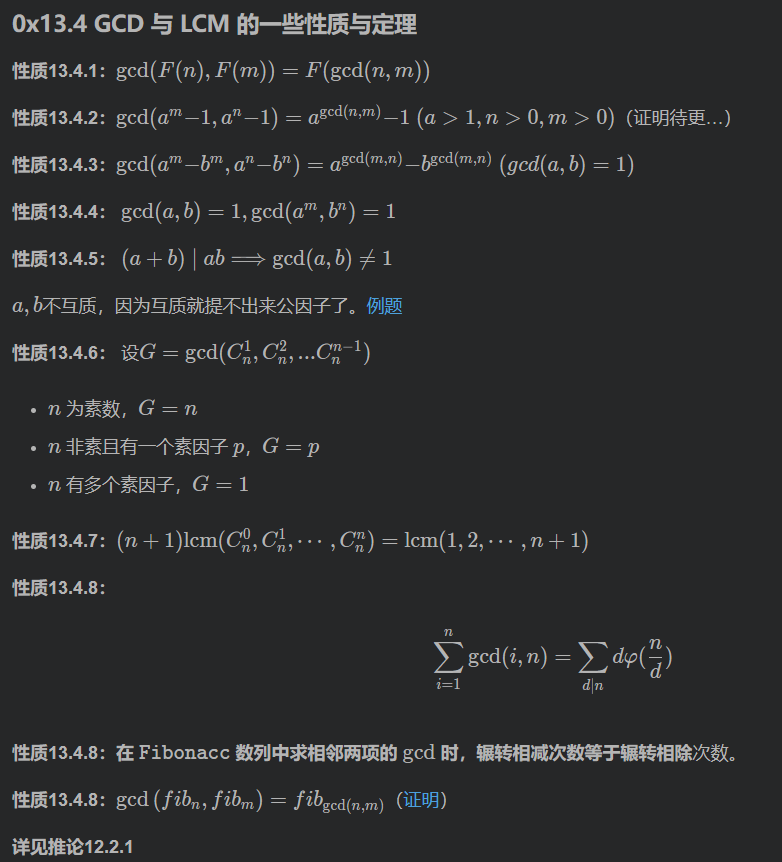 0x13.4 GCD 与 LCM 的一些性质与定理
性质13.4.1: gcd(F(n), F(m)) = F(gcd(n, m))
性质13.4.2: gcd(a^m−1, a^n−1) = a^{gcd(n,m)}−1 (a > 1, n > 0, m > 0)（证明待更...）
性质13.4.3: gcd(a^m−b^m, a^n−b^n) = a^{gcd(m,n)}−b^{gcd(m,n)} (gcd(a, b) = 1)
性质13.4.4: gcd(a, b) = 1, gcd(a^m, b^n) = 1
性质13.4.5: (a + b) | ab ⟹ gcd(a, b) ≠ 1
a, b不互质，因为互质就提不出来公因子了。例题
性质13.4.6: 设G = gcd(C_n^1, C_n^2, ...C_n^{n−1})
• n 为素数，G = n
• n 非素且有一个素因子 p，G = p
• n 有多个素因子，G = 1
性质13.4.7: (n + 1)lcm(C_n^0, C_n^1, ⋯, C_n^n) = lcm(1, 2, ⋯, n + 1)
性质13.4.8:
\sum_{i=1}^{n} gcd(i, n) = \sum_{d|n} dφ(\frac{n}{d})
性质13.4.8: 在 Fibonacc 数列中求相邻两项的 gcd 时，辗转相减次数等于辗转相除次数。
性质13.4.8: gcd (fib_n, fib_m) = fib_{gcd(n,m)}（证明）
详见推论12.2.1